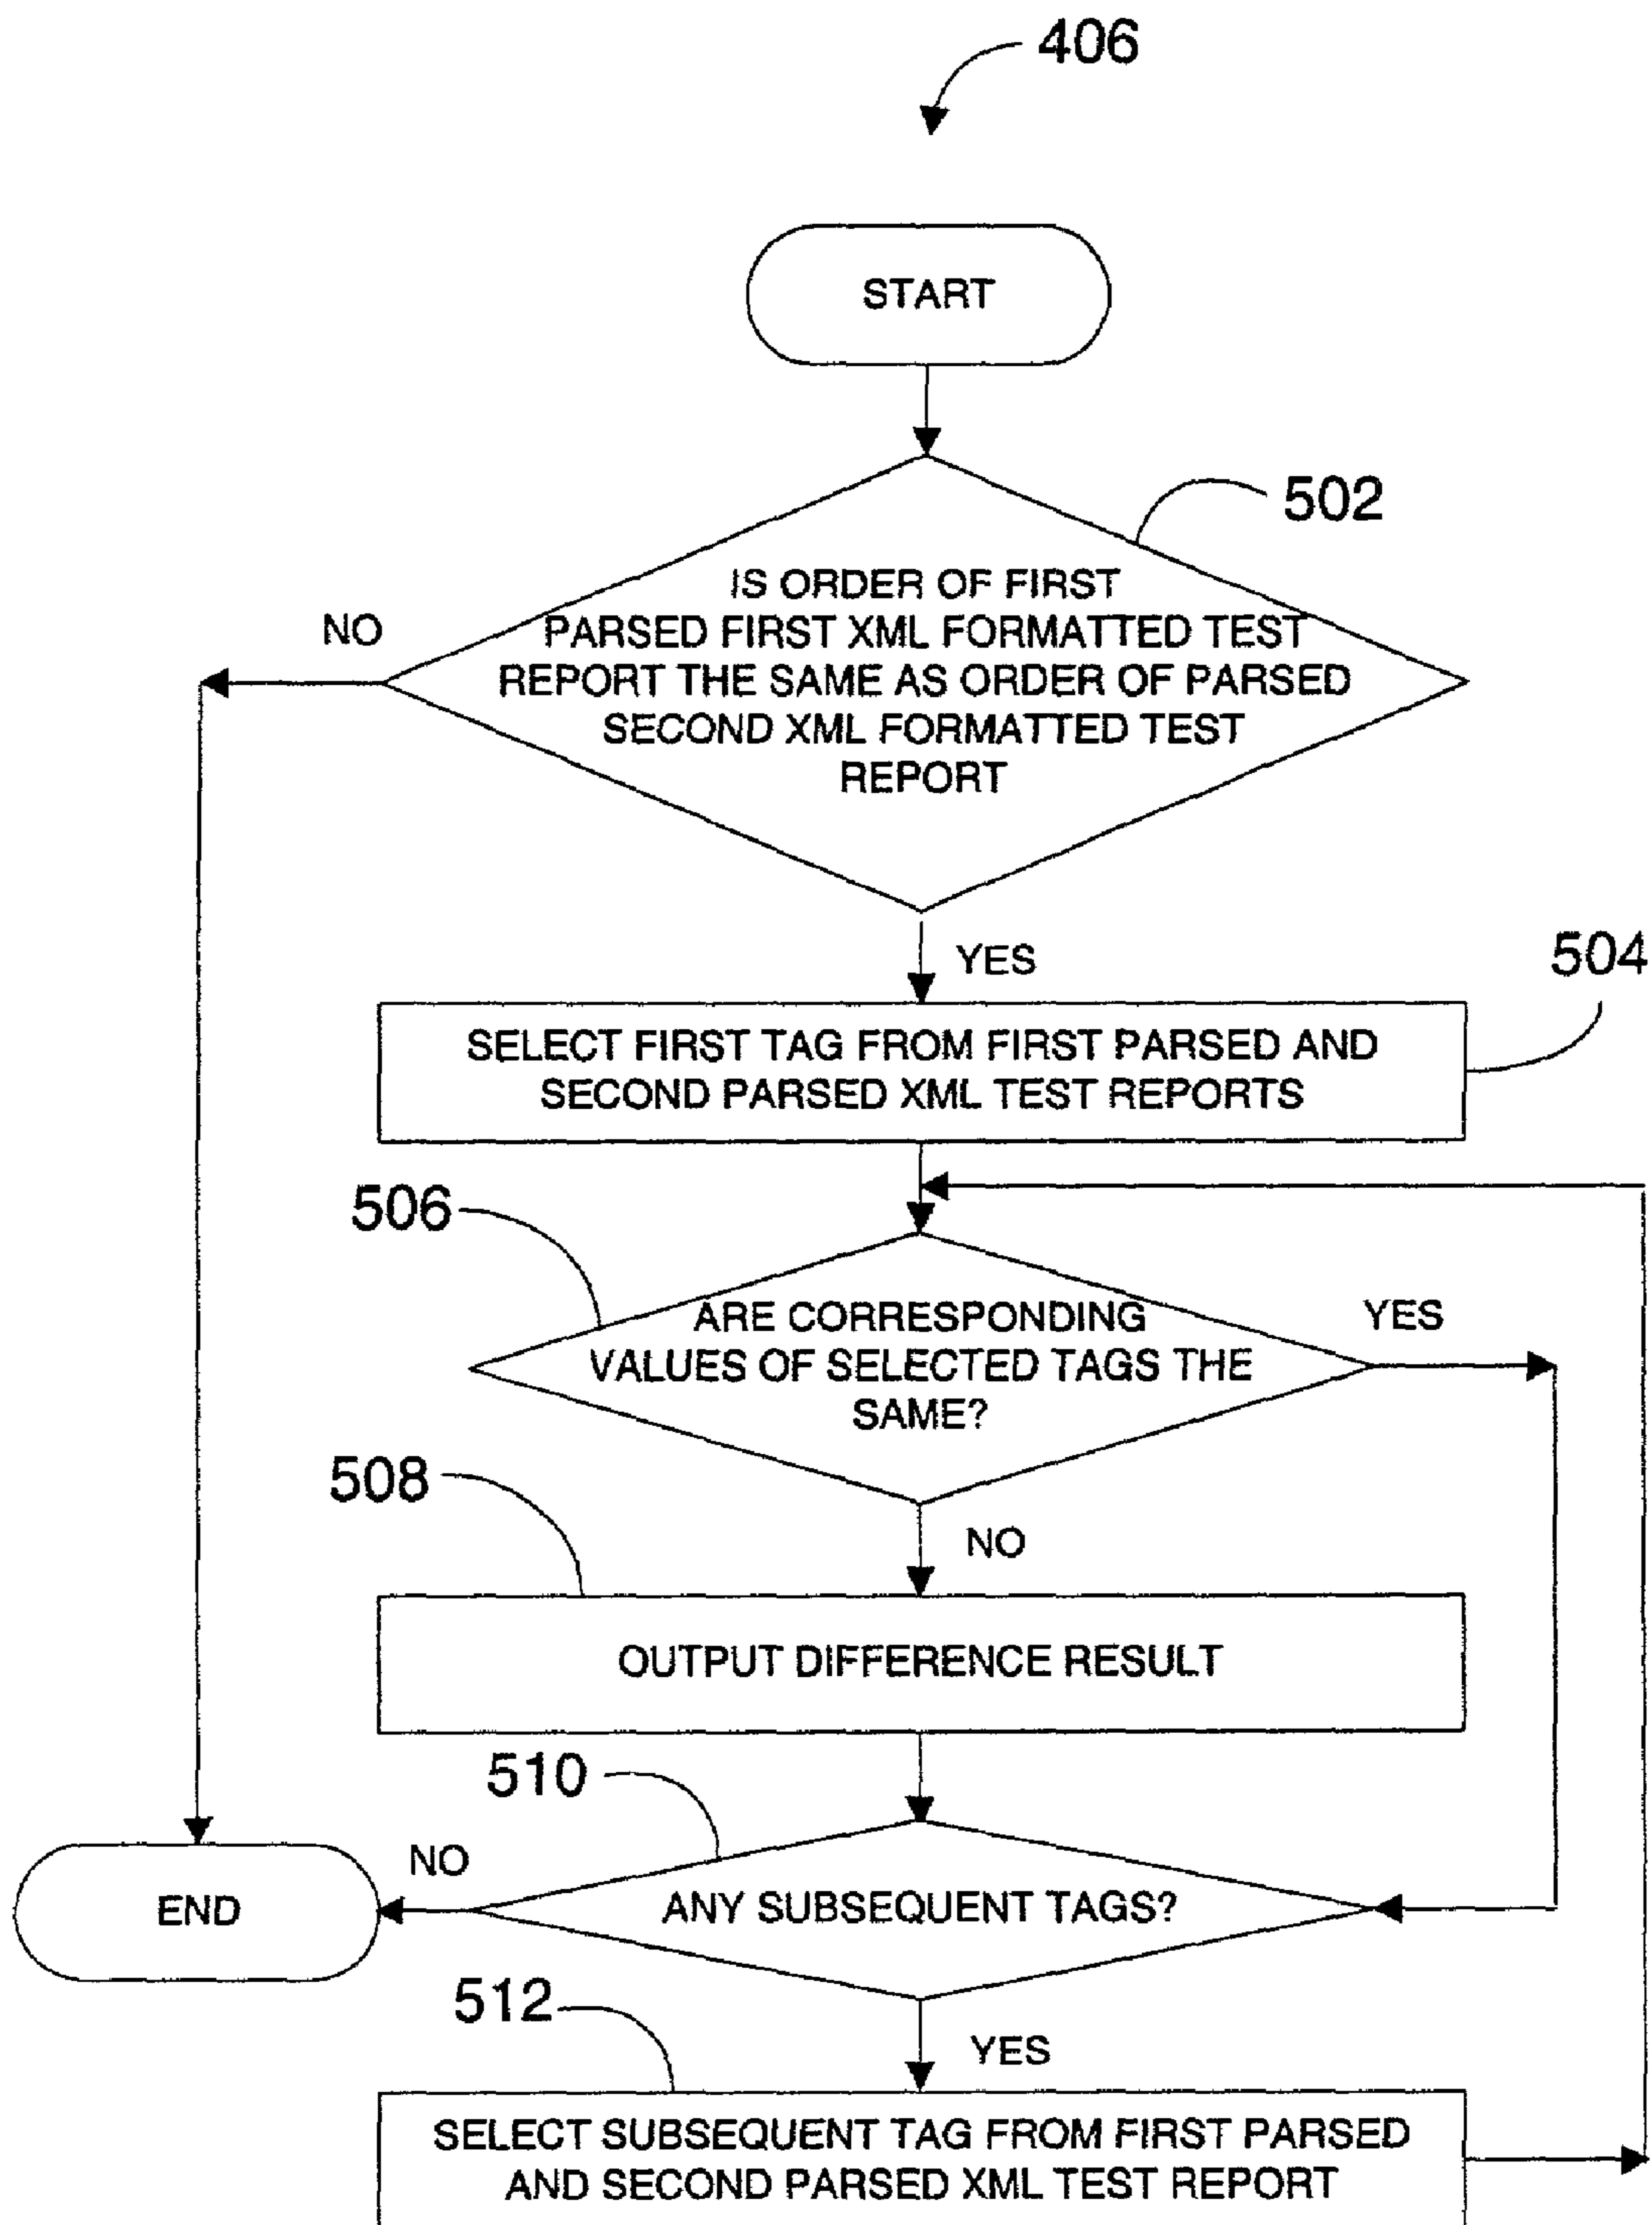 406
START
502
IS ORDER OF FIRST
PARSED FIRST XML FORMATTED TEST
REPORT THE SAME AS ORDER OF PARSED
SECOND XML FORMATTED TEST
REPORT
NO
YES
504
SELECT FIRST TAG FROM FIRST PARSED AND
SECOND PARSED XML TEST REPORTS
506
ARE CORRESPONDING
VALUES OF SELECTED TAGS THE
SAME?
YES
NO
508
OUTPUT DIFFERENCE RESULT
510
ANY SUBSEQUENT TAGS?
NO
END
YES
512
SELECT SUBSEQUENT TAG FROM FIRST PARSED
AND SECOND PARSED XML TEST REPORT